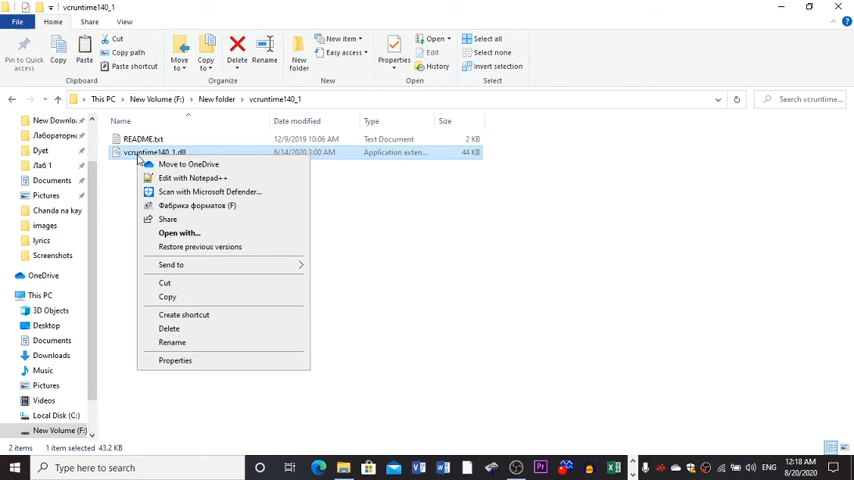 vcruntime140_1
File Home Share View
Pin to Quick access
Copy
Paste
Cut
Copy path
Paste shortcut
Clipboard
Move to
Copy to
Delete
Rename
Organize
New folder
New item
Easy access
New
Properties
Open
Edit
History
Open
Select all
Select none
Invert selection
Select
This PC New Volume (F:) New folder vcruntime140_1
Search vcruntime...
Name Date modified Type Size
README.txt 12/9/2019 10:06 AM Text Document 2 KB
vcruntime140_1.dll 6/14/2020 3:00 AM Application exten... 44 KB
New Downloa
Лабораторн
Дует
Лаб 1
Documents
Pictures
Chanda na kay
images
lyrics
Screenshots
OneDrive
This PC
3D Objects
Desktop
Documents
Downloads
Music
Pictures
Videos
Local Disk (C:)
New Volume (F:)
Move to OneDrive
Edit with Notepad++
Scan with Microsoft Defender...
Фабрика форматов (F)
Share
Open with...
Restore previous versions
Send to
Cut
Copy
Create shortcut
Delete
Rename
Properties
2 items 1 item selected 43.2 KB
Type here to search
ENG
12:18 AM
8/20/2020